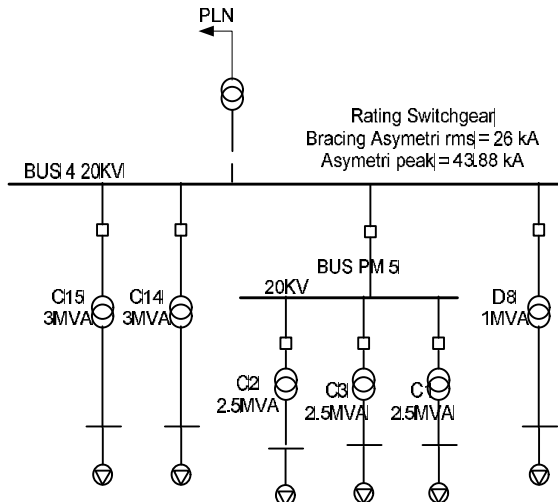 PLN
Rating Switchgear
Bracing Asymetri rms = 26 kA
Asymetri peak = 43.88 kA
BUS 4 20KV
BUS PM 5
20KV
C15
3MVA
C14
3MVA
D8
1MVA
C2
2.5MVA
C3
2.5MVA
C1
2.5MVA